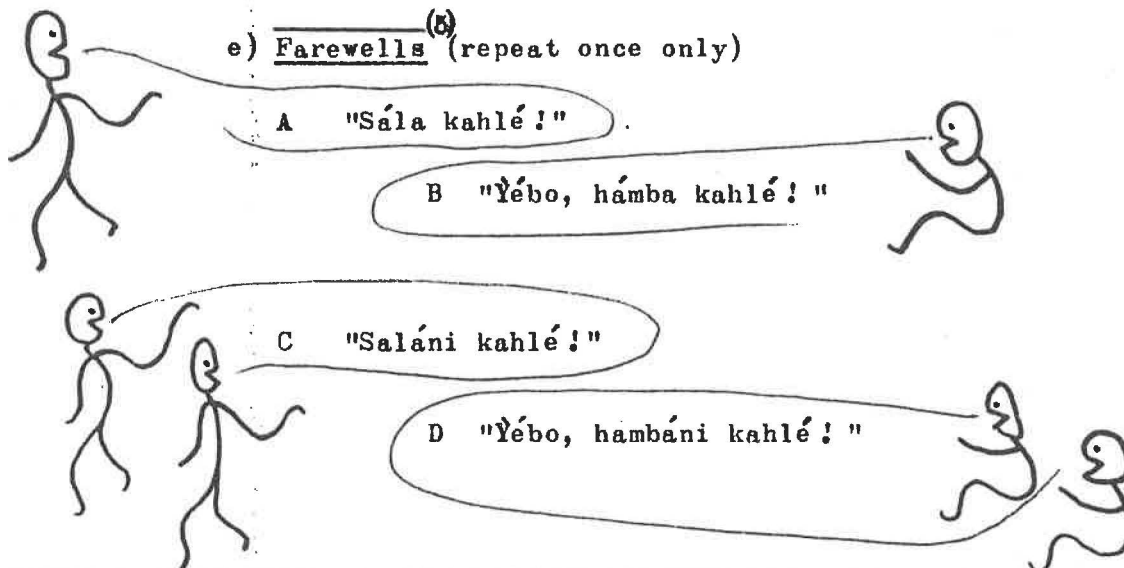 (5)
e) Farewells (repeat once only)
A "Sála kahlé!"
B "Yébo, hámba kahlé! "
C "Saláni kahlé!"
D "Yébo, hambáni kahlé! "